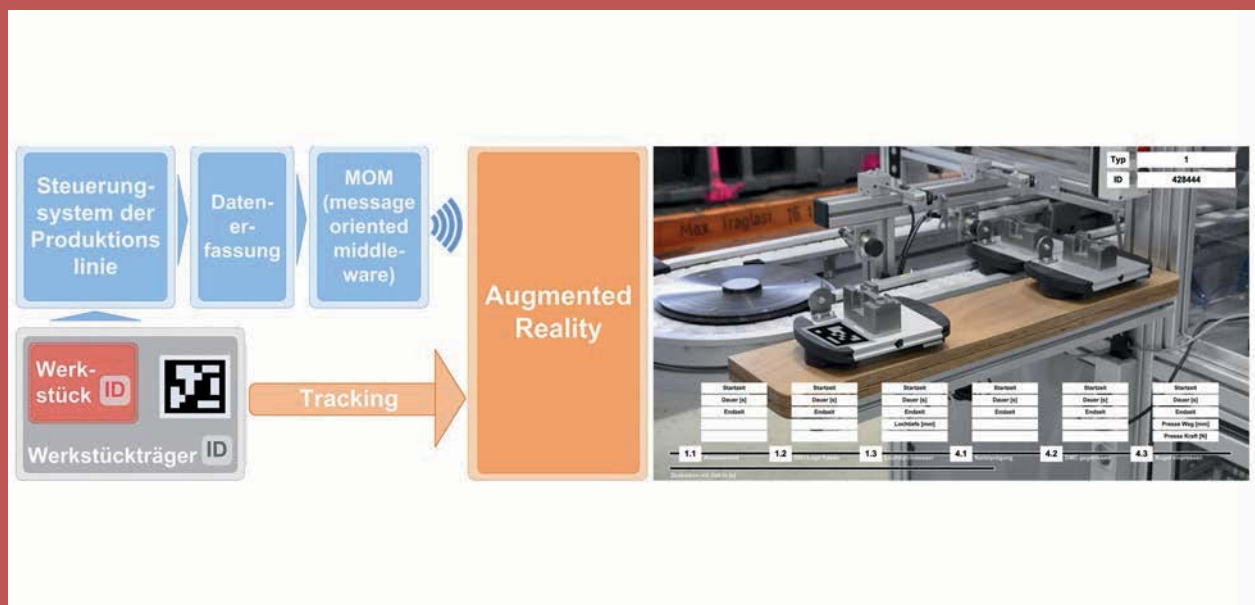 Steuerung-
system der
Produktions
linie
Daten-
er-
fassung
MOM
(message
oriented
middle-
ware)
Augmented
Reality
Werk-
stück ID
Werkstückträger ID
Tracking
Typ 1
ID 428444
Max Traglast 16
Startzeit Startzeit Startzeit Startzeit Startzeit Startzeit
Dauer [s] Dauer [s] Dauer [s] Dauer [s] Dauer [s] Dauer [s]
Endzeit Endzeit Endzeit Endzeit Endzeit Endzeit
Lochtiefe [mm] Presse Weg [mm]
Presse Kraft [N]
1.1 1.2 1.3 4.1 4.2 4.3